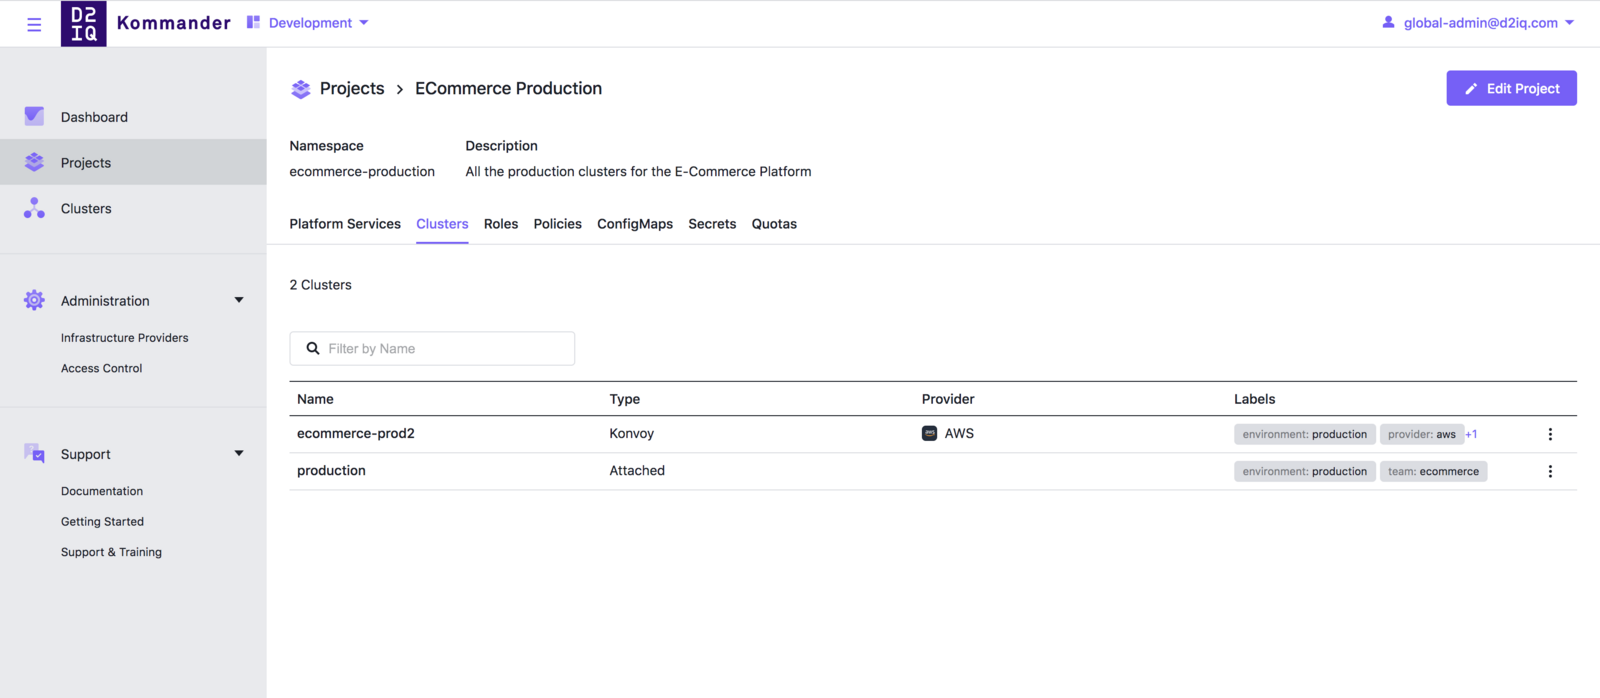 D2
IQ
Kommander
Development
global-admin@d2iq.com
Dashboard
Projects
Clusters
Administration
Infrastructure Providers
Access Control
Support
Documentation
Getting Started
Support & Training
Projects > ECommerce Production
Edit Project
Namespace Description
ecommerce-production All the production clusters for the E-Commerce Platform
Platform Services Clusters Roles Policies ConfigMaps Secrets Quotas
2 Clusters
Filter by Name
Name Type Provider Labels
ecommerce-prod2 Konvoy aws AWS environment: production provider: aws +1
production Attached environment: production team: ecommerce